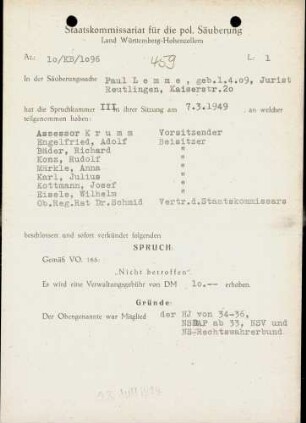 Staatskommissariat für die pol. Säuberung
Land Württemberg-Hohenzollern
Az.: 10/KB/1096
459
L: 1
In der Säuberungssache Paul Lemme, geb.1.4.09, Jurist
Reutlingen, Kaiserstr.20
hat die Spruchkammer III in ihrer Sitzung am 7.3.1949 , an welcher
teilgenommen haben:
Assessor Krumm Vorsitzender
Engelfried, Adolf Beisitzer
Bäder, Richard "
Konz, Rudolf "
Märkle, Anna "
Karl, Julius "
Kottmann, Josef "
Eisele, Wilhelm "
Ob.Reg.Rat Dr.Schmid Vertr.d.Staatskommissars
beschlossen und sofort verkündet folgenden
SPRUCH:
Gemäß VO. 186:
„Nicht betroffen"
Es wird eine Verwaltungsgebühr von DM 10.-- erhoben.
Gründe:
Der Obengenannte war Mitglied der HJ von 34-36,
NSDAP ab 33, NSV und
NS-Rechtswahrerbund